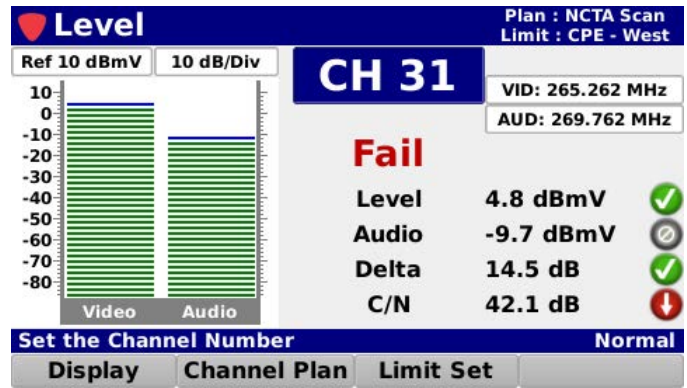 Level
Plan : NCTA Scan
Limit : CPE - West
Ref 10 dBmV
10 dB/Div
CH 31
VID: 265.262 MHz
AUD: 269.762 MHz
10
0
-10
-20
-30
-40
-50
-60
-70
-80
Video Audio
Fail
Level 4.8 dBmV
Audio -9.7 dBmV
Delta 14.5 dB
C/N 42.1 dB
Set the Channel Number Normal
Display Channel Plan Limit Set